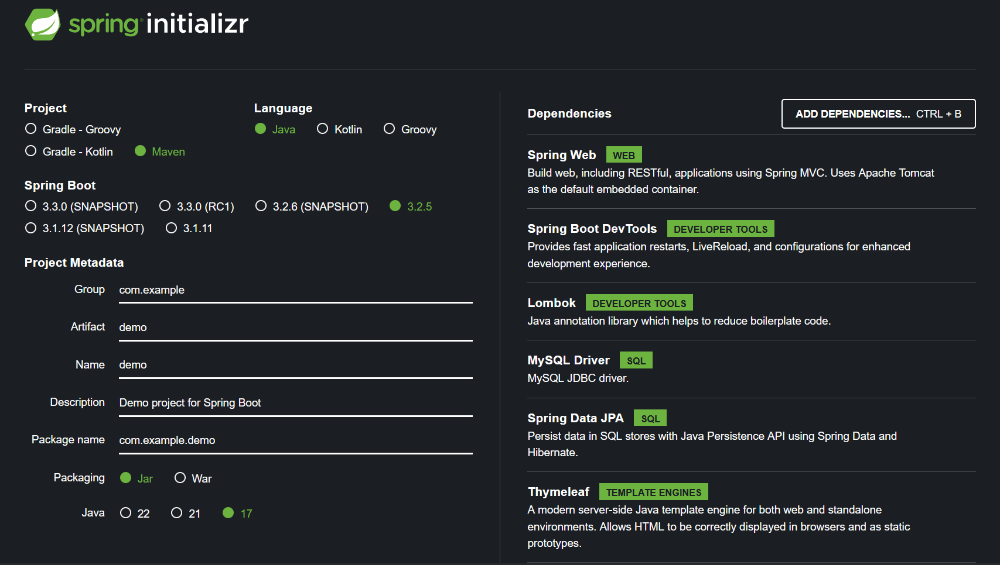 spring initializr
Project
Gradle - Groovy
Gradle - Kotlin Maven
Language
Java Kotlin Groovy
Spring Boot
3.3.0 (SNAPSHOT) 3.3.0 (RC1) 3.2.6 (SNAPSHOT) 3.2.5
3.1.12 (SNAPSHOT) 3.1.11
Project Metadata
Group com.example
Artifact demo
Name demo
Description Demo project for Spring Boot
Package name com.example.demo
Packaging Jar War
Java 22 21 17
Dependencies
ADD DEPENDENCIES... CTRL + B
Spring Web WEB
Build web, including RESTful, applications using Spring MVC. Uses Apache Tomcat
as the default embedded container.
Spring Boot DevTools DEVELOPER TOOLS
Provides fast application restarts, LiveReload, and configurations for enhanced
development experience.
Lombok DEVELOPER TOOLS
Java annotation library which helps to reduce boilerplate code.
MySQL Driver SQL
MySQL JDBC driver.
Spring Data JPA SQL
Persist data in SQL stores with Java Persistence API using Spring Data and
Hibernate.
Thymeleaf TEMPLATE ENGINES
A modern server-side Java template engine for both web and standalone
environments. Allows HTML to be correctly displayed in browsers and as static
prototypes.